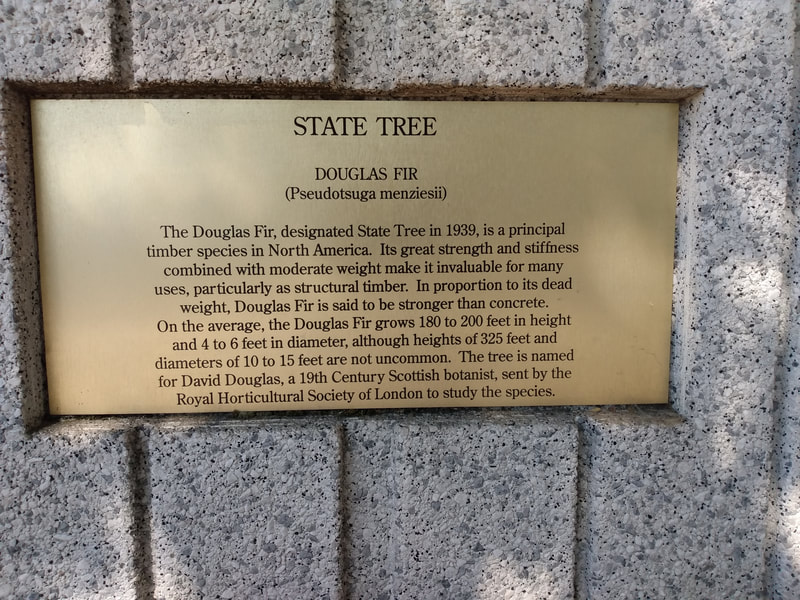 STATE TREE
DOUGLAS FIR
(Pseudotsuga menziesii)
The Douglas Fir, designated State Tree in 1939, is a principal
timber species in North America. Its great strength and stiffness
combined with moderate weight make it invaluable for many
uses, particularly as structural timber. In proportion to its dead
weight, Douglas Fir is said to be stronger than concrete.
On the average, the Douglas Fir grows 180 to 200 feet in height
and 4 to 6 feet in diameter, although heights of 325 feet and
diameters of 10 to 15 feet are not uncommon. The tree is named
for David Douglas, a 19th Century Scottish botanist, sent by the
Royal Horticultural Society of London to study the species.